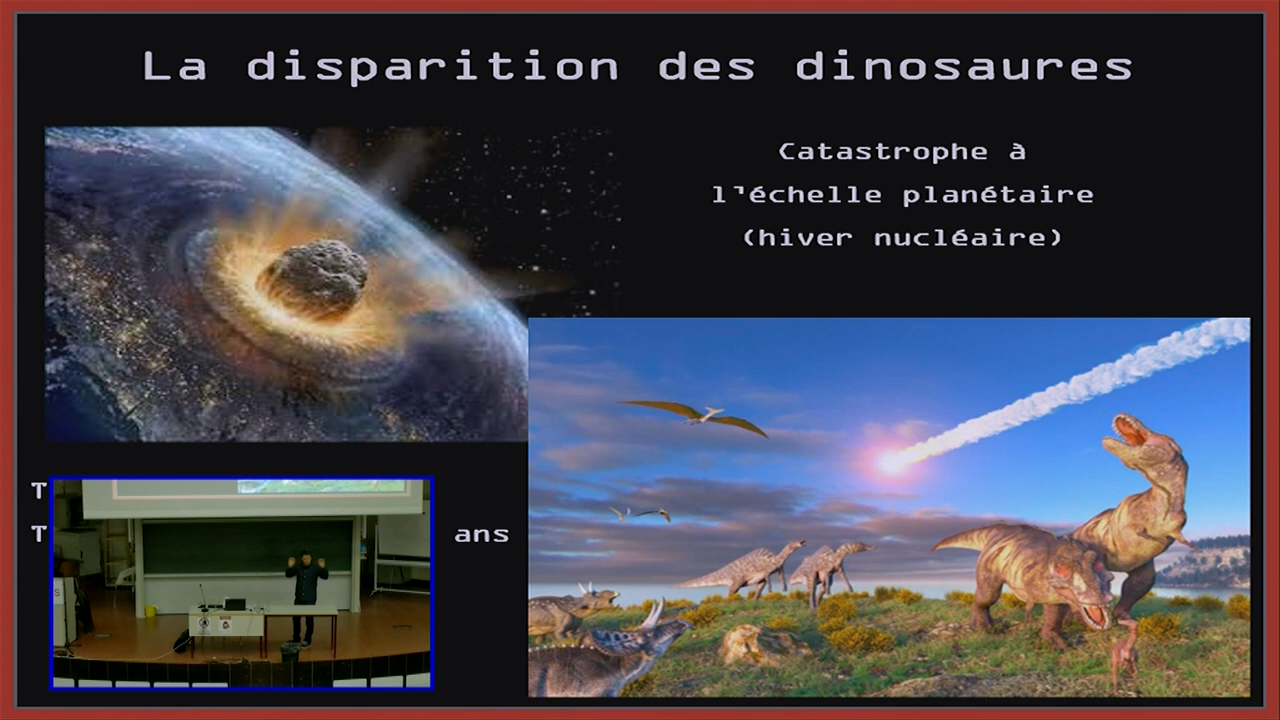 La disparition des dinosaures
Catastrophe à
l'échelle planétaire
(hiver nucléaire)
T
T ans